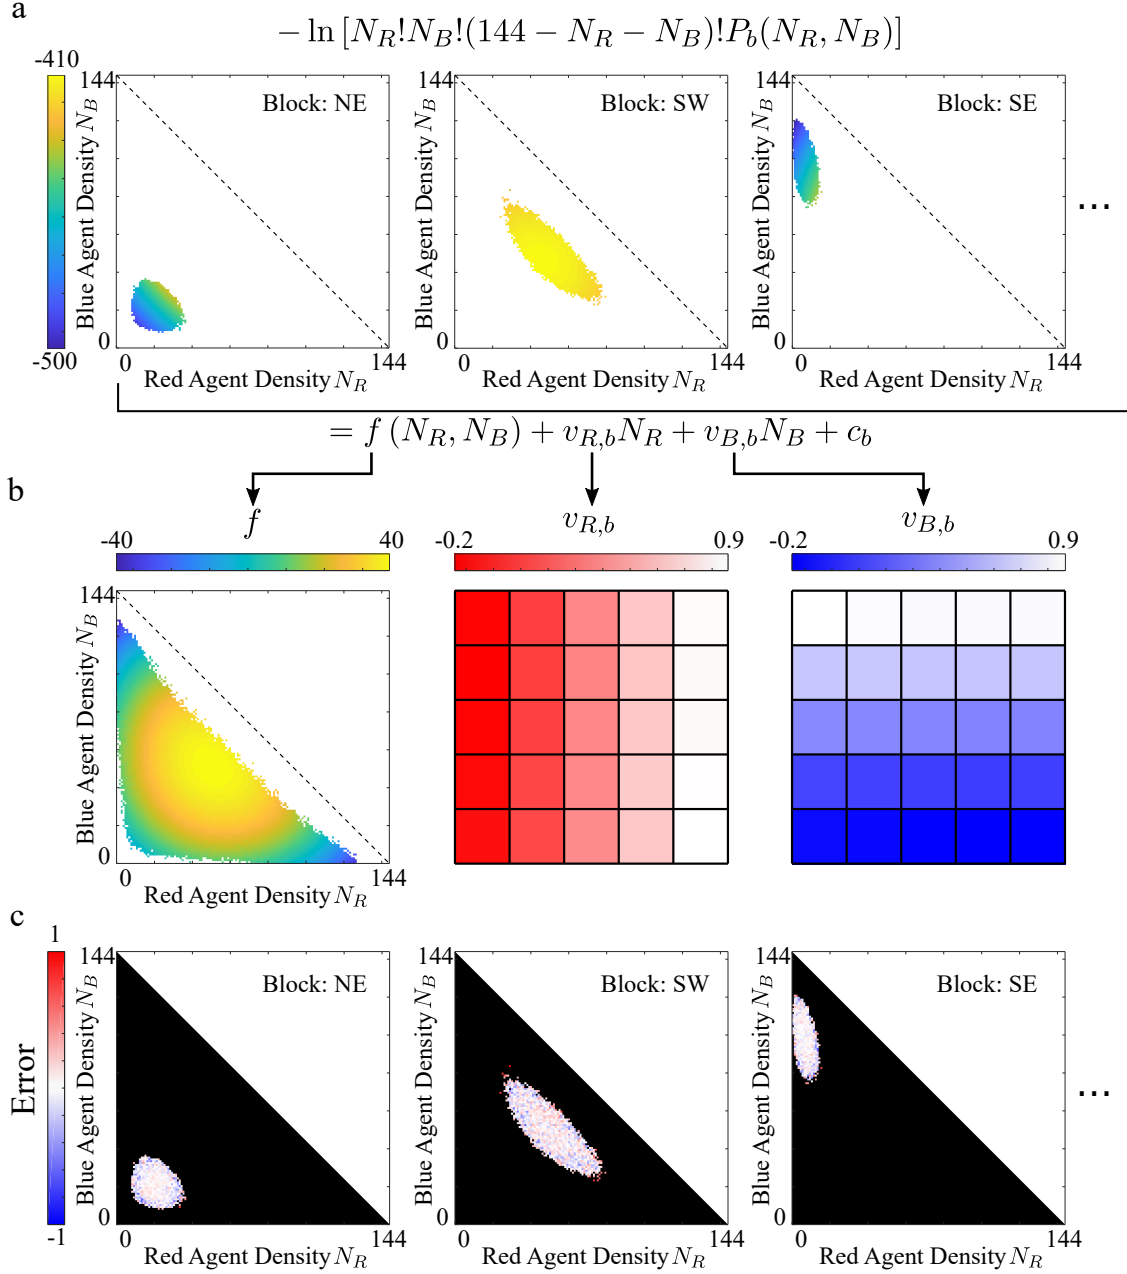 a
− ln [N_R!N_B!(144 − N_R − N_B)!P_b(N_R, N_B)]
-410
-500
144
0
Blue Agent Density N_B
Block: NE
0
144
Red Agent Density N_R
144
0
Blue Agent Density N_B
Block: SW
0
144
Red Agent Density N_R
144
0
Blue Agent Density N_B
Block: SE
0
144
Red Agent Density N_R
...
= f (N_R, N_B) + v_{R,b}N_R + v_{B,b}N_B + c_b
b
f
-40
40
144
0
Blue Agent Density N_B
0
144
Red Agent Density N_R
v_{R,b}
-0.2
0.9
v_{B,b}
-0.2
0.9
c
Error
1
-1
144
0
Blue Agent Density N_B
Block: NE
0
144
Red Agent Density N_R
144
0
Blue Agent Density N_B
Block: SW
0
144
Red Agent Density N_R
144
0
Blue Agent Density N_B
Block: SE
0
144
Red Agent Density N_R
...